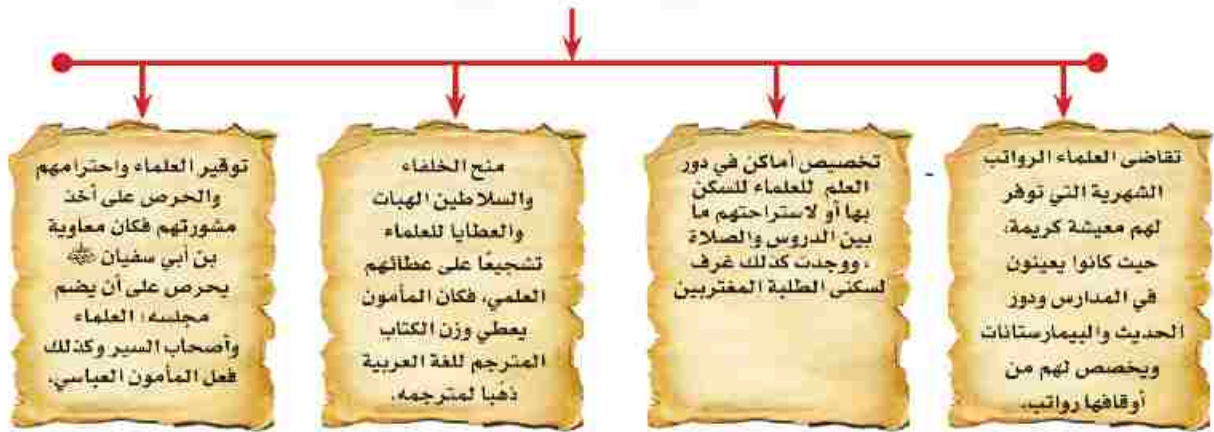 تقاضى العلماء الرواتب
الشهرية التي توفر
لهم معيشة كريمة،
حيث كانوا يعينون
في المدارس ودور
الحديث والبيمارستانات
ويخصص لهم من
أوقافها رواتب.
تخصيص أماكن في دور
العلم للعلماء للسكن
بها أو لاستراحتهم ما
بين الدروس والصلاة
، ووجدت كذلك غرف
لسكنى الطلبة المغتربين
منح الخلفاء
والسلاطين الهبات
والعطايا للعلماء
تشجيعًا على عطائهم
العلمي، فكان المأمون
يعطي وزن الكتاب
المترجم للغة العربية
ذهبا لمترجمه.
توقير العلماء واحترامهم
والحرص على أخذ
مشورتهم فكان معاوية
بن أبي سفيان رضي الله عنه
يحرص على أن يضم
مجلسه؛ العلماء
وأصحاب السير وكذلك
فعل المأمون العباسي.